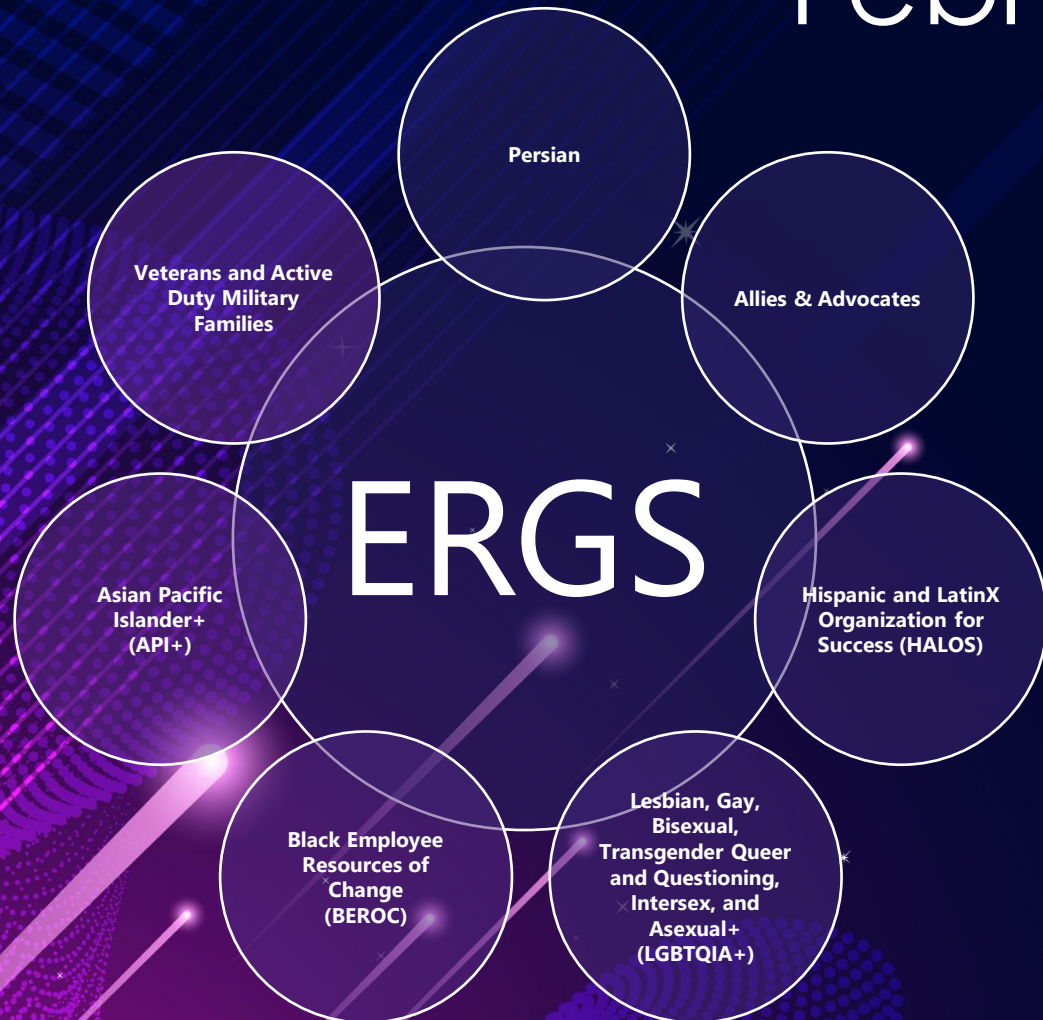 Persian
Allies & Advocates
Veterans and Active
Duty Military
Families
ERGS
Asian Pacific
Islander+
(API+)
Hispanic and LatinX
Organization for
Success (HALOS)
Black Employee
Resources of
Change
(BEROC)
Lesbian, Gay,
Bisexual,
Transgender Queer
and Questioning,
Intersex, and
Asexual+
(LGBTQIA+)